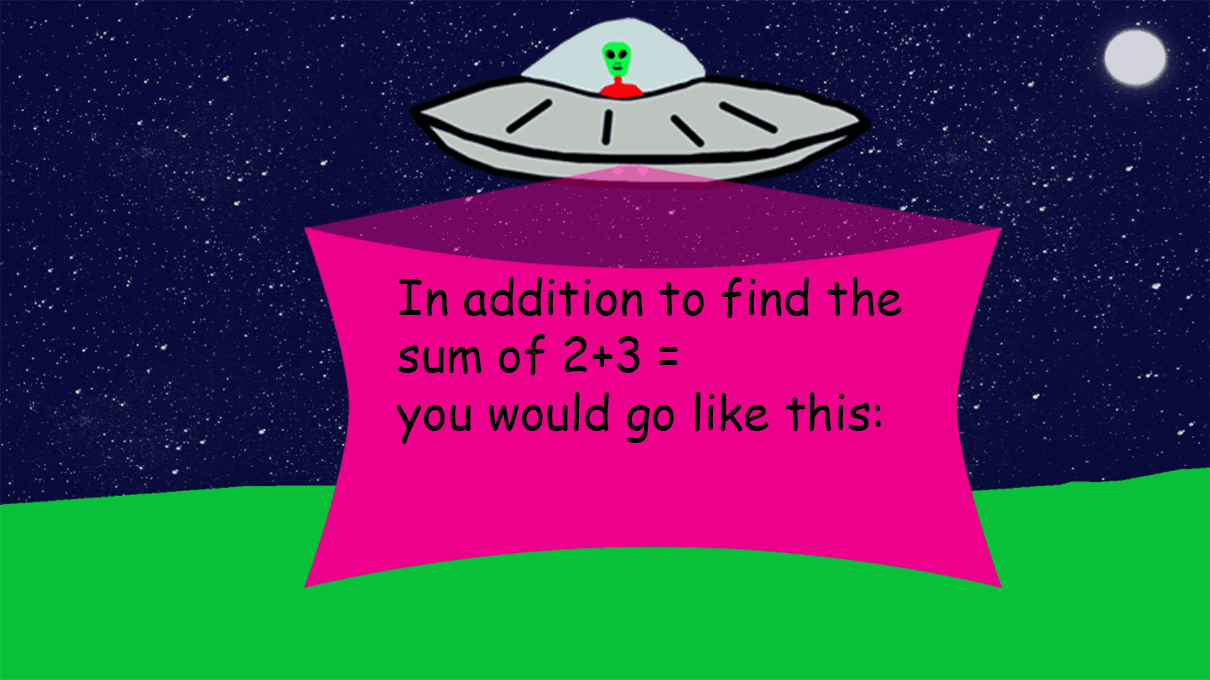 In addition to find the
sum of 2+3 =
you would go like this: